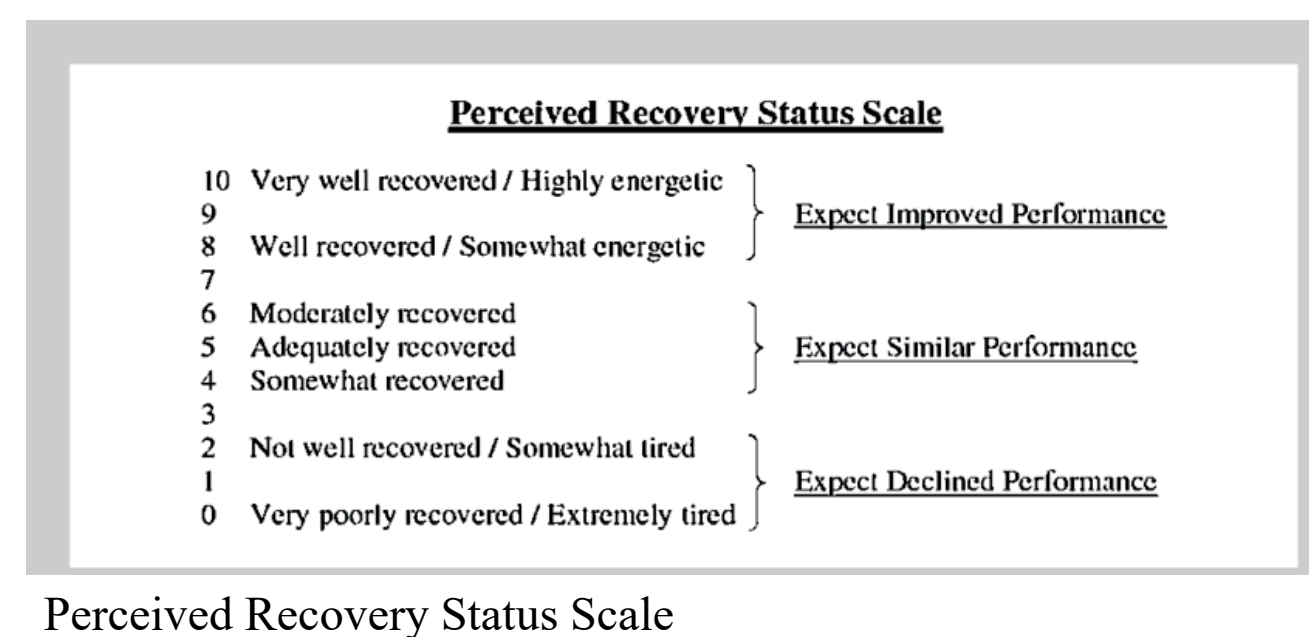 Perceived Recovery Status Scale
10 Very well recovered / Highly energetic
9
Expect Improved Performance
8 Well recovered / Somewhat energetic
7
6 Moderately recovered
5 Adequately recovered
Expect Similar Performance
4 Somewhat recovered
3
2 Not well recovered / Somewhat tired
1
Expect Declined Performance
0 Very poorly recovered / Extremely tired
Perceived Recovery Status Scale